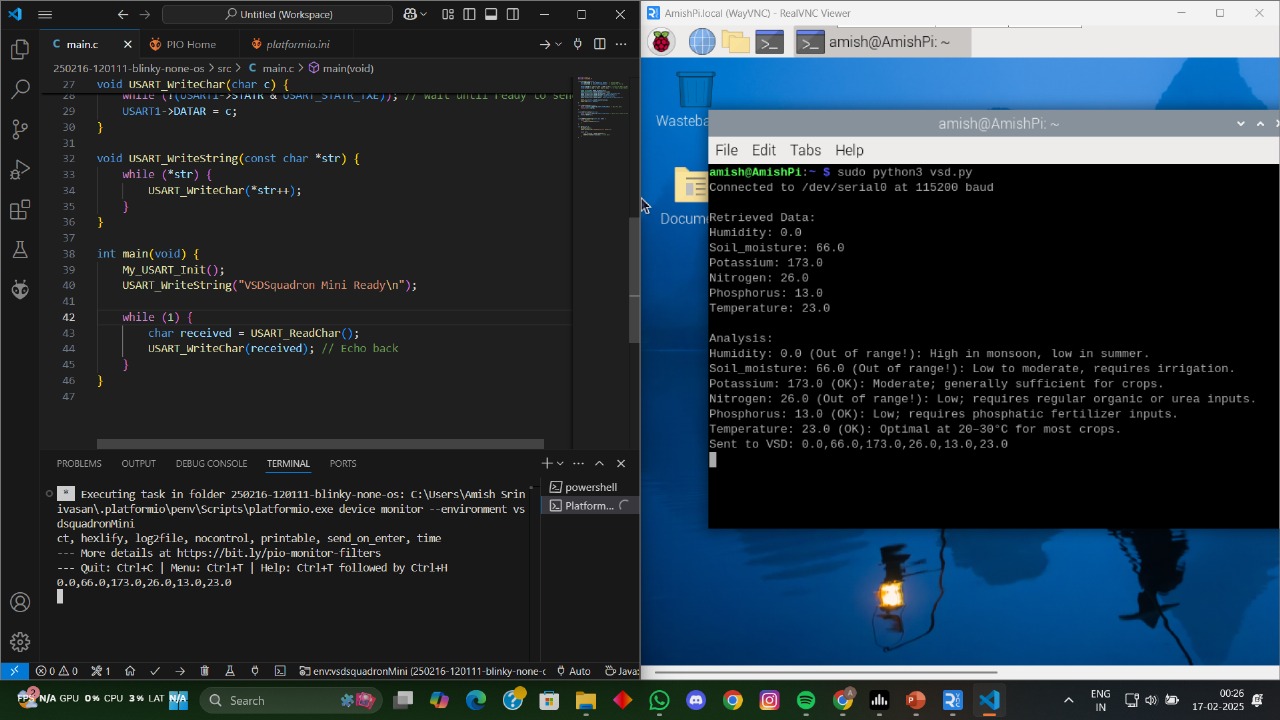 Untitled (Workspace)
AmishPi.local (WayVNC) - RealVNC Viewer
main.c
PIO Home
platformio.ini
250216-120111-blinky-none-os > src > main.c > main(void)
27 void USART_WriteChar(char c) {
29 USART1->DATAR = c;
30 }
31
32 void USART_WriteString(const char *str) {
33 while (*str) {
34 USART_WriteChar(*str++);
35 }
36 }
37
38 int main(void) {
39 My_USART_Init();
40 USART_WriteString("VSDSquadron Mini Ready\n");
41
42 while (1) {
43 char received = USART_ReadChar();
44 USART_WriteChar(received); // Echo back
45 }
46 }
47
PROBLEMS OUTPUT DEBUG CONSOLE TERMINAL PORTS
* Executing task in folder 250216-120111-blinky-none-os: C:\Users\Amish Srin
ivasan\.platformio\penv\Scripts\platformio.exe device monitor --environment vs
dsquadronMini
ct, hexlify, log2file, nocontrol, printable, send_on_enter, time
--- More details at https://bit.ly/pio-monitor-filters
--- Quit: Ctrl+C | Menu: Ctrl+T | Help: Ctrl+T followed by Ctrl+H
0.0,66.0,173.0,26.0,13.0,23.0
powershell
Platform...
0 0 1 env:vsdsquadronMini (250216-120111-blinky-none-o Auto Java:
amish@AmishPi: ~
Wasteba
Docume
amish@AmishPi: ~
File Edit Tabs Help
amish@AmishPi:~ $ sudo python3 vsd.py
Connected to /dev/serial0 at 115200 baud
Retrieved Data:
Humidity: 0.0
Soil_moisture: 66.0
Potassium: 173.0
Nitrogen: 26.0
Phosphorus: 13.0
Temperature: 23.0
Analysis:
Humidity: 0.0 (Out of range!): High in monsoon, low in summer.
Soil_moisture: 66.0 (Out of range!): Low to moderate, requires irrigation.
Potassium: 173.0 (OK): Moderate; generally sufficient for crops.
Nitrogen: 26.0 (Out of range!): Low; requires regular organic or urea inputs.
Phosphorus: 13.0 (OK): Low; requires phosphatic fertilizer inputs.
Temperature: 23.0 (OK): Optimal at 20–30°C for most crops.
Sent to VSD: 0.0,66.0,173.0,26.0,13.0,23.0
2 N/A GPU 0% CPU 3% LAT N/A
Search
ENG
IN
00:26
17-02-2025